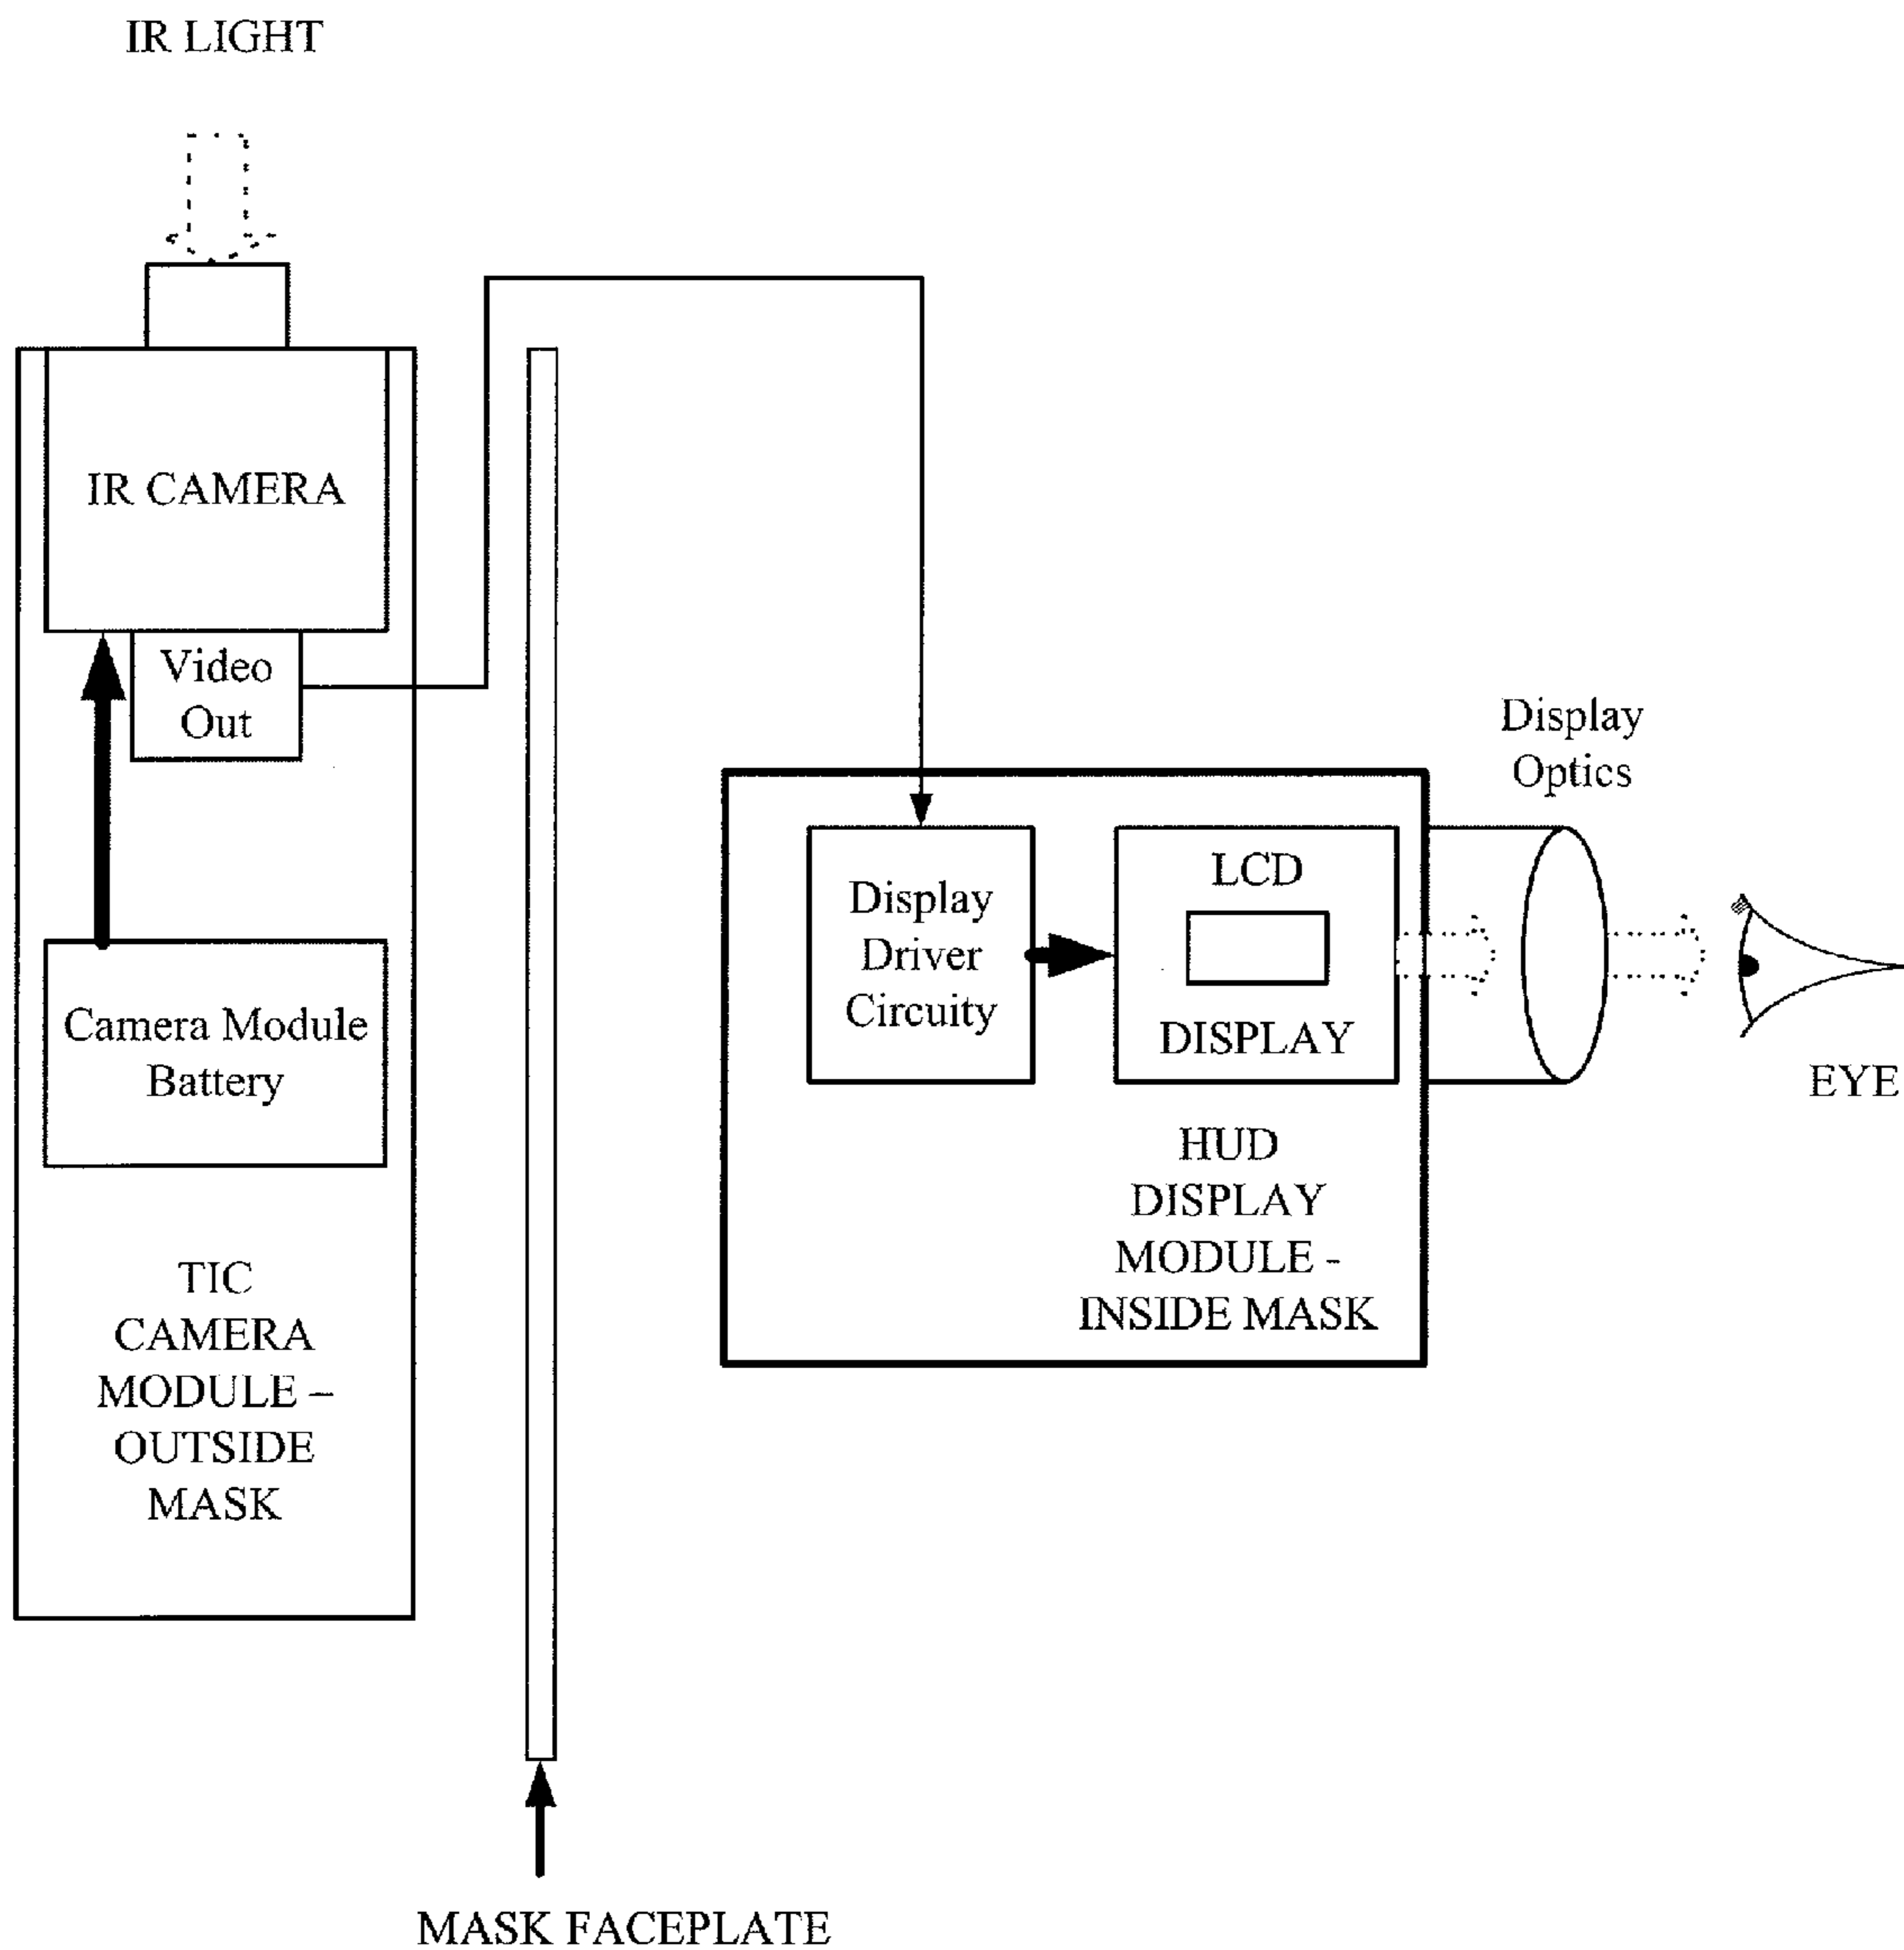 IR LIGHT
IR CAMERA
Video
Out
Camera Module
Battery
TIC
CAMERA
MODULE –
OUTSIDE
MASK
MASK FACEPLATE
Display
Driver
Circuity
LCD
DISPLAY
HUD
DISPLAY
MODULE -
INSIDE MASK
Display
Optics
EYE